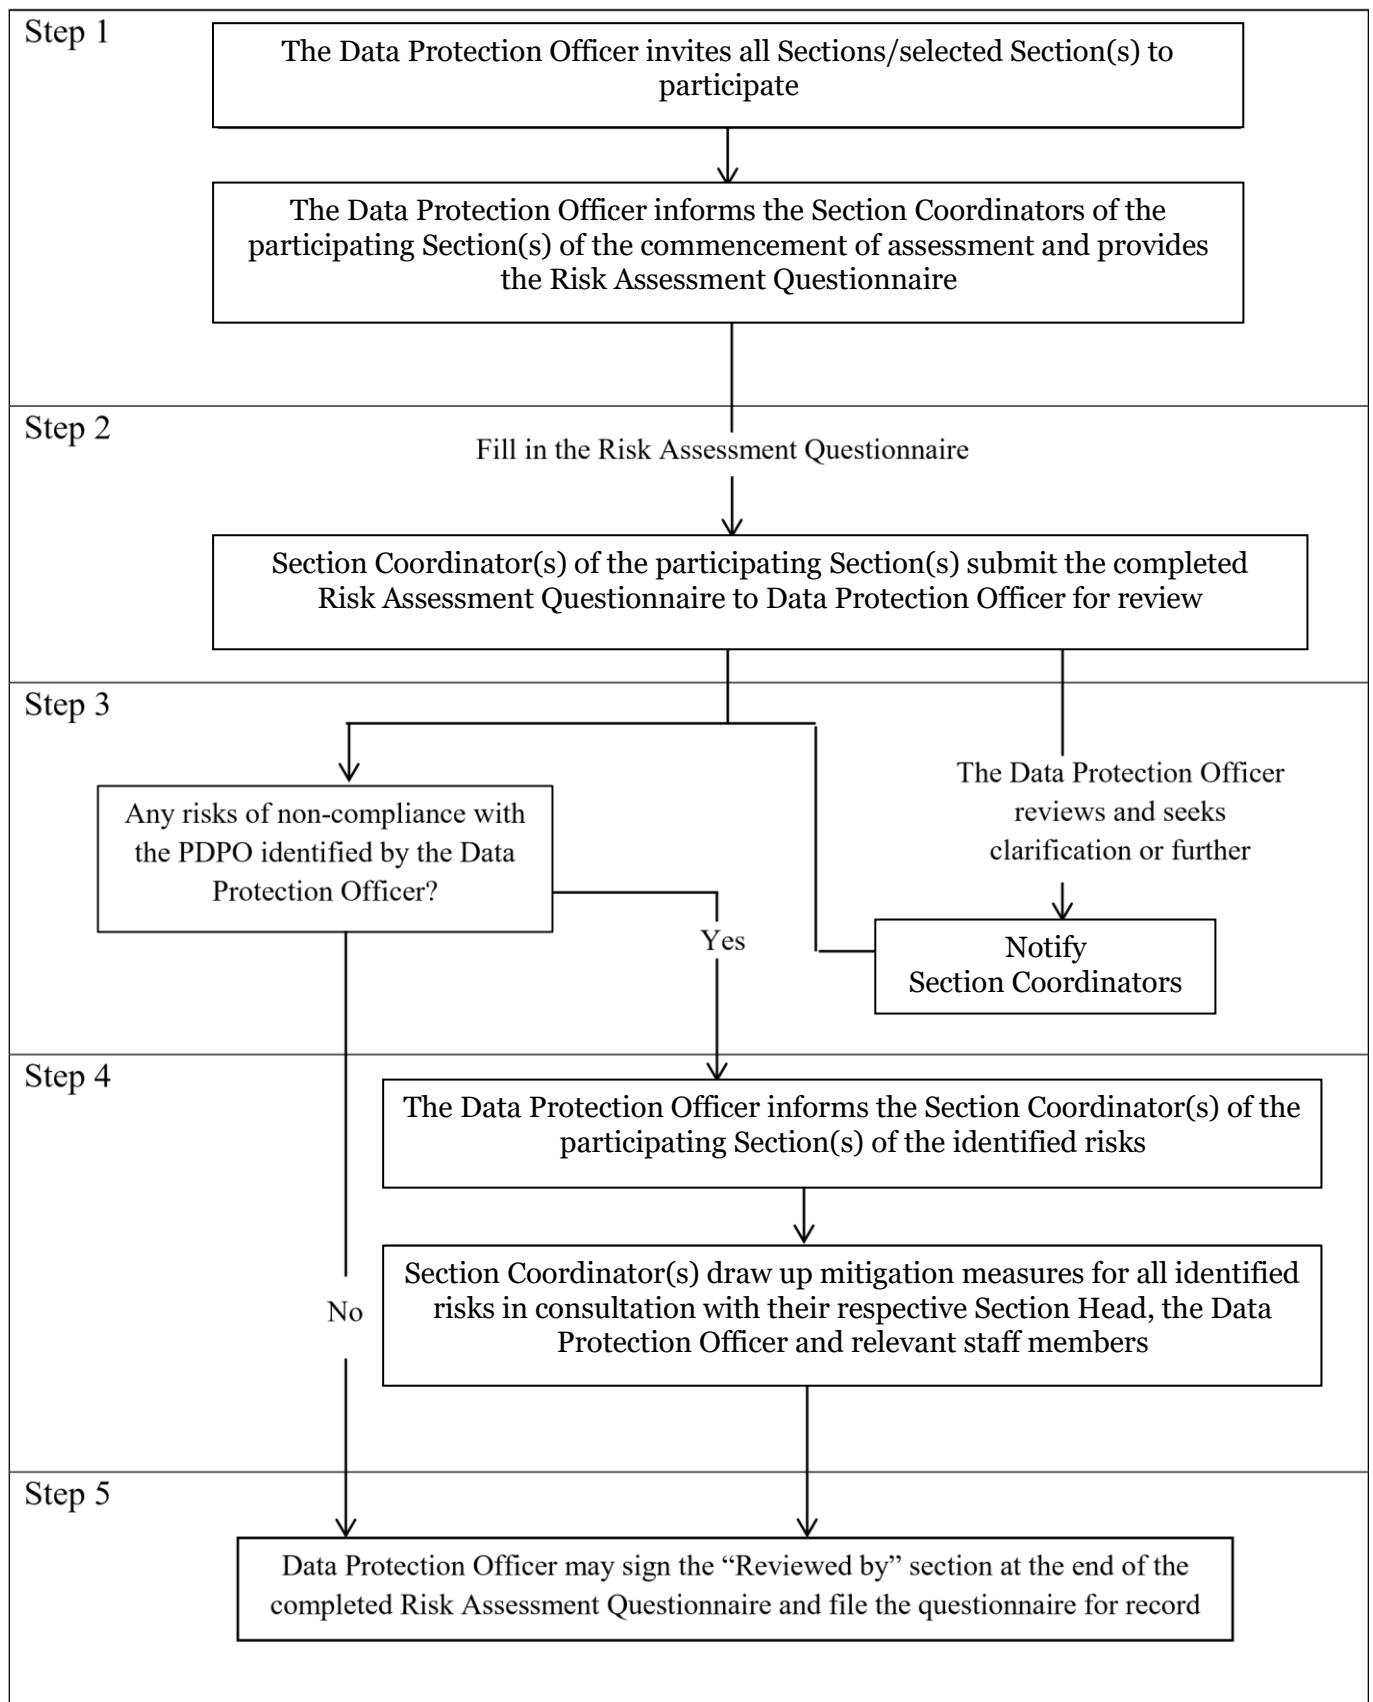 Step 1
The Data Protection Officer invites all Sections/selected Section(s) to
participate
The Data Protection Officer informs the Section Coordinators of the
participating Section(s) of the commencement of assessment and provides
the Risk Assessment Questionnaire
Step 2
Fill in the Risk Assessment Questionnaire
Section Coordinator(s) of the participating Section(s) submit the completed
Risk Assessment Questionnaire to Data Protection Officer for review
Step 3
The Data Protection Officer
reviews and seeks
clarification or further
Any risks of non-compliance with
the PDPO identified by the Data
Protection Officer?
Yes
Notify
Section Coordinators
Step 4
The Data Protection Officer informs the Section Coordinator(s) of the
participating Section(s) of the identified risks
Section Coordinator(s) draw up mitigation measures for all identified
risks in consultation with their respective Section Head, the Data
Protection Officer and relevant staff members
No
Step 5
Data Protection Officer may sign the “Reviewed by” section at the end of the
completed Risk Assessment Questionnaire and file the questionnaire for record